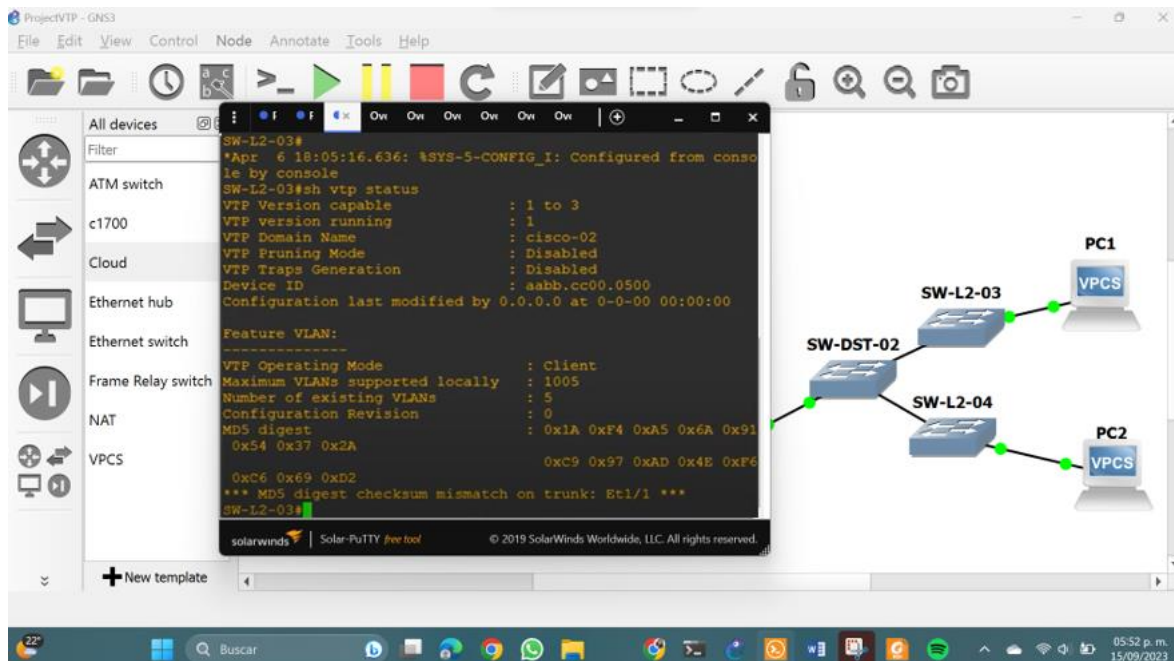 ProjectVTP - GNS3
File Edit View Control Node Annotate Tools Help
All devices
Filter
ATM switch
c1700
Cloud
Ethernet hub
Ethernet switch
Frame Relay switch
NAT
VPCS
New template
SW-L2-03#
*Apr  6 18:05:16.636: %SYS-5-CONFIG_I: Configured from conso
le by console
SW-L2-03#sh vtp status
VTP Version capable : 1 to 3
VTP version running : 1
VTP Domain Name : cisco-02
VTP Pruning Mode : Disabled
VTP Traps Generation : Disabled
Device ID : aabb.cc00.0500
Configuration last modified by 0.0.0.0 at 0-0-00 00:00:00
Feature VLAN:
--------------
VTP Operating Mode : Client
Maximum VLANs supported locally : 1005
Number of existing VLANs : 5
Configuration Revision : 0
MD5 digest : 0x1A 0xF4 0xA5 0x6A 0x91
0x54 0x37 0x2A
0xC9 0x97 0xAD 0x4E 0xF6
0xC6 0x69 0xD2
*** MD5 digest checksum mismatch on trunk: Et1/1 ***
SW-L2-03#
solarwinds | Solar-PuTTY free tool © 2019 SolarWinds Worldwide, LLC. All rights reserved.
PC1
VPCS
SW-L2-03
SW-DST-02
SW-L2-04
PC2
VPCS
22°
Buscar
05:52 p. m.
15/09/2023